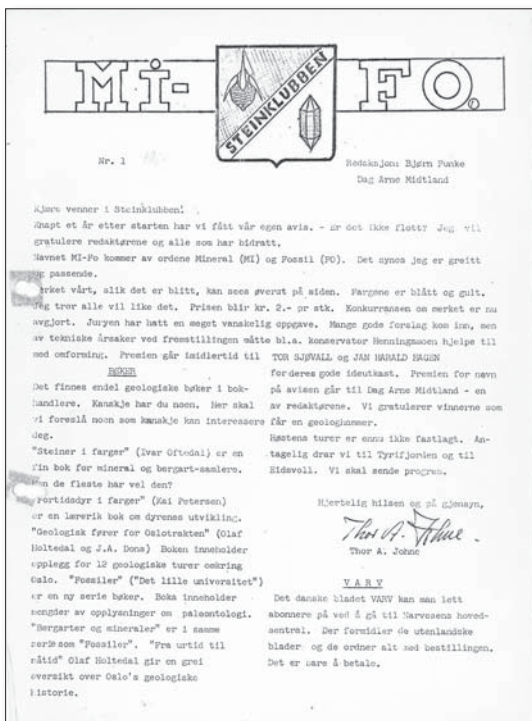 Mi-
STEINKLUBBEN
FO.
Nr. 1
Redaksjon: Bjørn Funke
Dag Arne Midtland
Kjære venner i Steinklubben!
Knapt et år etter starten har vi fått vår egen avis. - Er det ikke flott? Jeg vil
gratulere redaktørene og alle som har bidratt.
Navnet MI-Fo kommer av ordene Mineral (MI) og Fossil (FO). Det synes jeg er greitt
og passende.
Merket vårt, slik det er blitt, kan sees øverst på siden. Fargene er blått og gult.
Jeg tror alle vil like det. Prisen blir kr. 2.- pr stk. Konkurransen om merket er nu
avgjort. Juryen har hatt en meget vanskelig oppgave. Mange gode forslag kom inn, men
av tekniske årsaker ved fremstillingen måtte bl.a. konservator Henningsmoen hjelpe til
med omforming. Premien går imidlertid til
BØKER
Det finnes endel geologiske bøker i bok-
handlere. Kanskje har du noen. Her skal
vi foreslå noen som kanskje kan interessere
deg.
"Steiner i farger" (Ivar Oftedal) er en
fin bok for mineral og bergart-samlere.
Men de fleste har vel den?
"Fortidsdyr i farger" (Kai Petersen)
er en lærerik bok om dyrenes utvikling.
"Geologisk fører for Oslotrakten" (Olaf
Holtedal og J.A. Dons) Boken inneholder
opplegg for 12 geologiske turer omkring
Oslo. "Fossiler" ("Det lille universitet")
er en ny serie bøker. Boka inneholder
mengder av opplysninger om paleontologi.
"Bergarter og mineraler" er i samme
serie som "Fossiler". "Fra urtid til
nåtid" Olaf Holtedal gir en grei
oversikt over Oslo's geologiske
historie.
TOR SJØVALL og JAN HARALD HAGEN
for deres gode ideutkast. Premien for navn
på avisen går til Dag Arne Midtland - en
av redaktørene. Vi gratulerer vinnerne som
får en geologhammer.
Høstens turer er ennu ikke fastlagt. An-
tagelig drar vi til Tyrifjorden og til
Eidsvoll. Vi skal sende program.
Hjertelig hilsen og på gjensyn,
Thor A. Johne.
Thor A. Johne
VARV
Det danske bladet VARV kan man lett
abonnere på ved å gå til Narvesens hoved-
sentral. Der formidler de utenlandske
blader og de ordner alt med bestillingen.
Det er bare å betale.